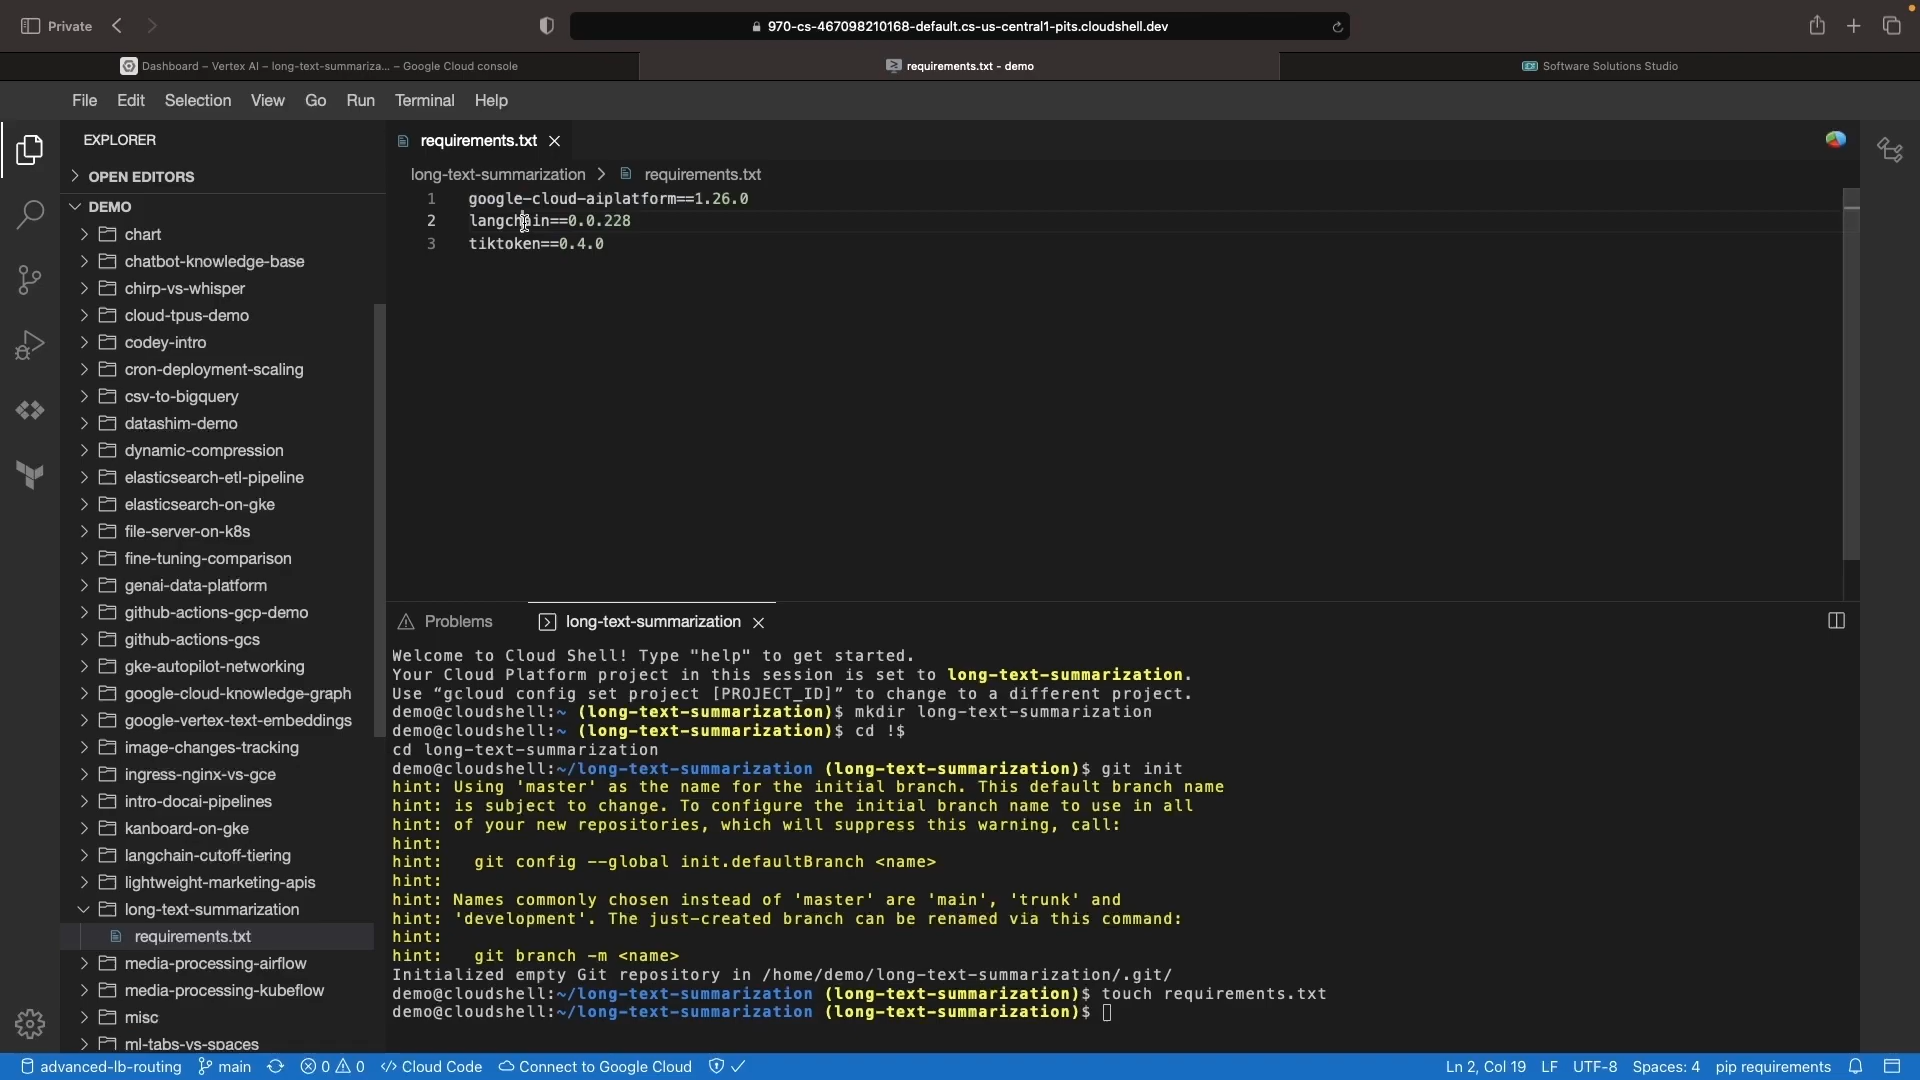 Private
970-cs-467098210168-default.cs-us-central1-pits.cloudshell.dev
Dashboard – Vertex AI – long-text-summariza... – Google Cloud console
requirements.txt - demo
Software Solutions Studio
File Edit Selection View Go Run Terminal Help
EXPLORER
OPEN EDITORS
DEMO
chart
chatbot-knowledge-base
chirp-vs-whisper
cloud-tpus-demo
codey-intro
cron-deployment-scaling
csv-to-bigquery
datashim-demo
dynamic-compression
elasticsearch-etl-pipeline
elasticsearch-on-gke
file-server-on-k8s
fine-tuning-comparison
genai-data-platform
github-actions-gcp-demo
github-actions-gcs
gke-autopilot-networking
google-cloud-knowledge-graph
google-vertex-text-embeddings
image-changes-tracking
ingress-nginx-vs-gce
intro-docai-pipelines
kanboard-on-gke
langchain-cutoff-tiering
lightweight-marketing-apis
long-text-summarization
requirements.txt
media-processing-airflow
media-processing-kubeflow
misc
ml-tabs-vs-spaces
requirements.txt
long-text-summarization > requirements.txt
1 google-cloud-aiplatform==1.26.0
2 langchain==0.0.228
3 tiktoken==0.4.0
Problems long-text-summarization
Welcome to Cloud Shell! Type "help" to get started.
Your Cloud Platform project in this session is set to long-text-summarization.
Use “gcloud config set project [PROJECT_ID]” to change to a different project.
demo@cloudshell:~ (long-text-summarization)$ mkdir long-text-summarization
demo@cloudshell:~ (long-text-summarization)$ cd !$
cd long-text-summarization
demo@cloudshell:~/long-text-summarization (long-text-summarization)$ git init
hint: Using 'master' as the name for the initial branch. This default branch name
hint: is subject to change. To configure the initial branch name to use in all
hint: of your new repositories, which will suppress this warning, call:
hint:
hint:   git config --global init.defaultBranch <name>
hint:
hint: Names commonly chosen instead of 'master' are 'main', 'trunk' and
hint: 'development'. The just-created branch can be renamed via this command:
hint:
hint:   git branch -m <name>
Initialized empty Git repository in /home/demo/long-text-summarization/.git/
demo@cloudshell:~/long-text-summarization (long-text-summarization)$ touch requirements.txt
demo@cloudshell:~/long-text-summarization (long-text-summarization)$
advanced-lb-routing main 0 0 Cloud Code Connect to Google Cloud Ln 2, Col 19 LF UTF-8 Spaces: 4 pip requirements